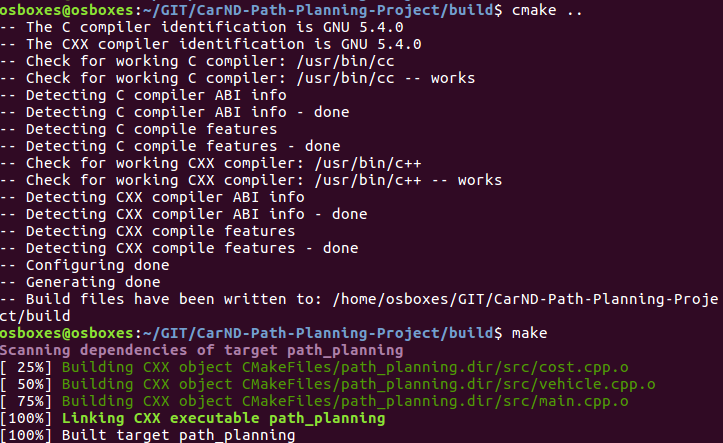 osboxes@osboxes:~/GIT/CarND-Path-Planning-Project/build$ cmake ..
-- The C compiler identification is GNU 5.4.0
-- The CXX compiler identification is GNU 5.4.0
-- Check for working C compiler: /usr/bin/cc
-- Check for working C compiler: /usr/bin/cc -- works
-- Detecting C compiler ABI info
-- Detecting C compiler ABI info - done
-- Detecting C compile features
-- Detecting C compile features - done
-- Check for working CXX compiler: /usr/bin/c++
-- Check for working CXX compiler: /usr/bin/c++ -- works
-- Detecting CXX compiler ABI info
-- Detecting CXX compiler ABI info - done
-- Detecting CXX compile features
-- Detecting CXX compile features - done
-- Configuring done
-- Generating done
-- Build files have been written to: /home/osboxes/GIT/CarND-Path-Planning-Proje
ct/build
osboxes@osboxes:~/GIT/CarND-Path-Planning-Project/build$ make
Scanning dependencies of target path_planning
[ 25%] Building CXX object CMakeFiles/path_planning.dir/src/cost.cpp.o
[ 50%] Building CXX object CMakeFiles/path_planning.dir/src/vehicle.cpp.o
[ 75%] Building CXX object CMakeFiles/path_planning.dir/src/main.cpp.o
[100%] Linking CXX executable path_planning
[100%] Built target path_planning